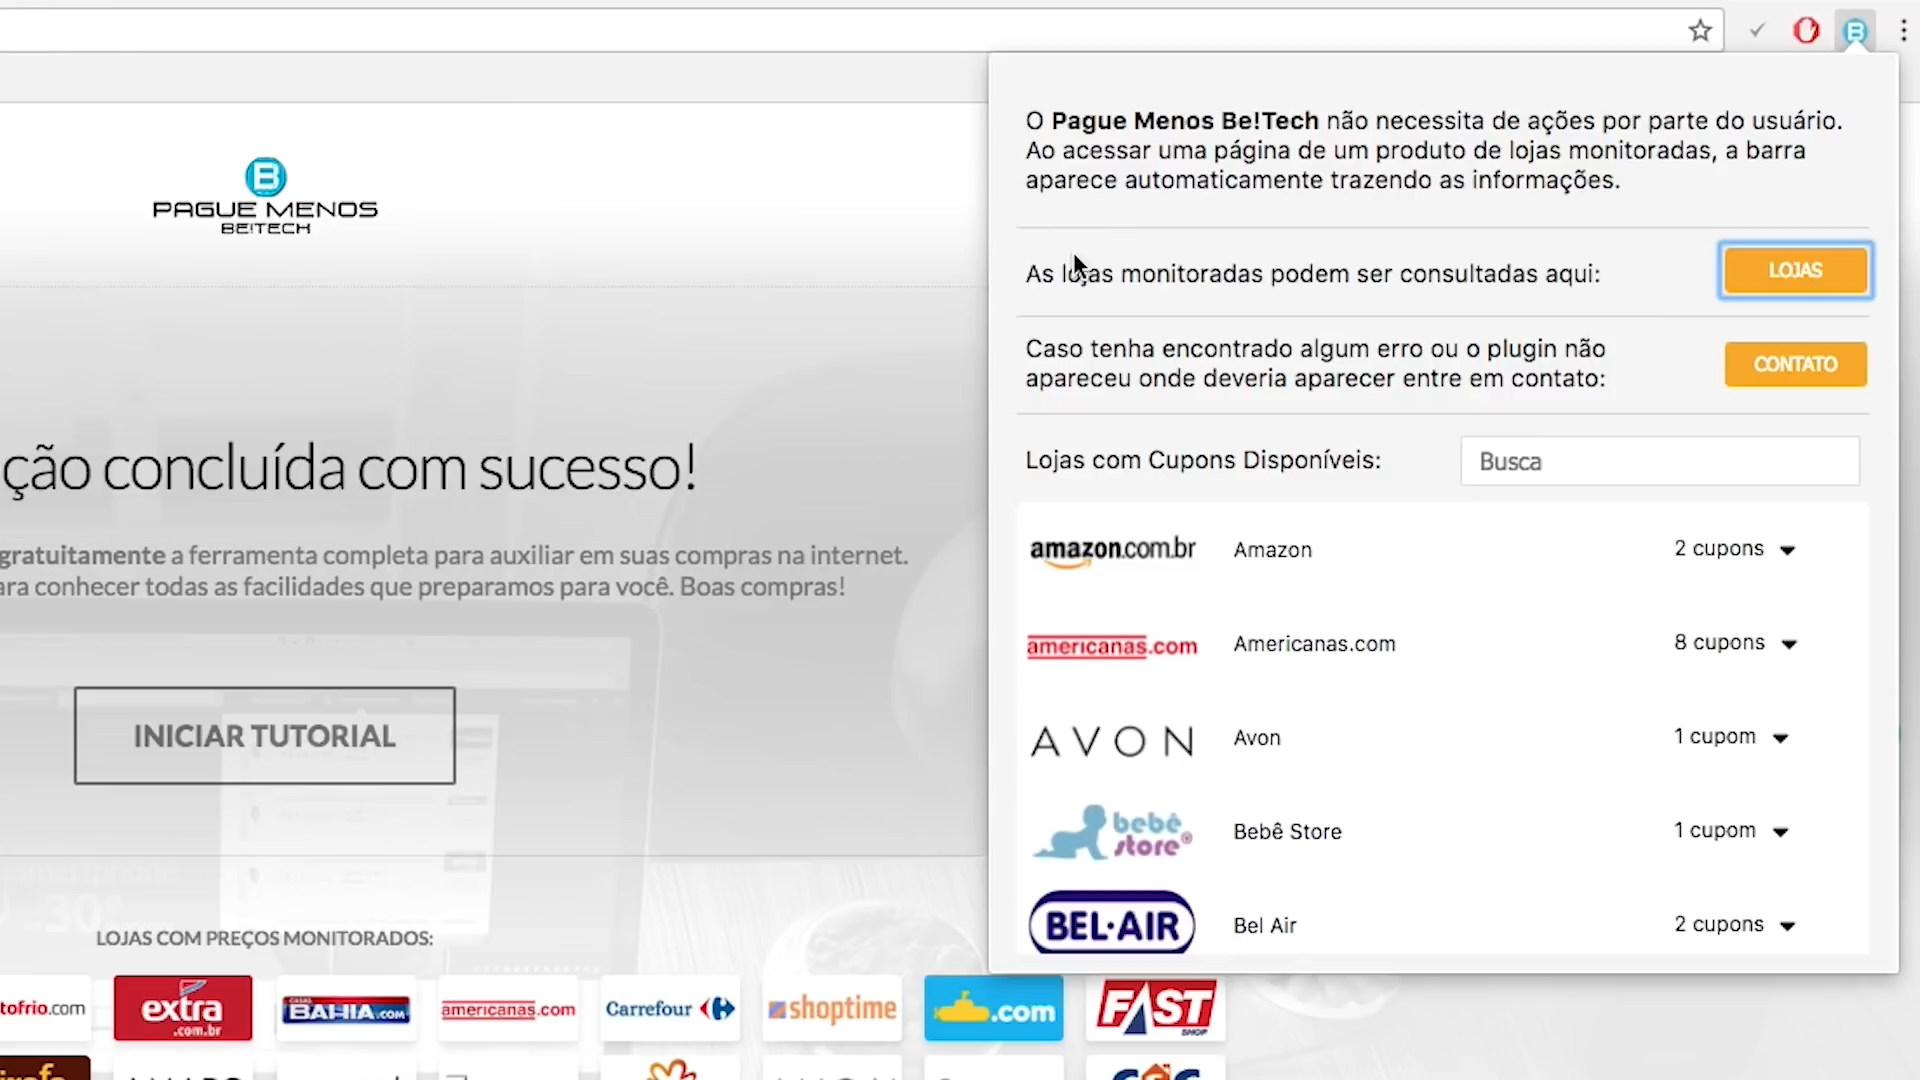 O Pague Menos Be!Tech não necessita de ações por parte do usuário.
Ao acessar uma página de um produto de lojas monitoradas, a barra
aparece automaticamente trazendo as informações.
As lojas monitoradas podem ser consultadas aqui:
LOJAS
Caso tenha encontrado algum erro ou o plugin não
apareceu onde deveria aparecer entre em contato:
CONTATO
Lojas com Cupons Disponíveis:
Busca
amazon.com.br Amazon 2 cupons
americanas.com Americanas.com 8 cupons
AVON Avon 1 cupom
bebê store Bebê Store 1 cupom
BEL·AIR Bel Air 2 cupons
B
PAGUE MENOS
BE!TECH
ção concluída com sucesso!
gratuitamente a ferramenta completa para auxiliar em suas compras na internet.
ara conhecer todas as facilidades que preparamos para você. Boas compras!
INICIAR TUTORIAL
LOJAS COM PREÇOS MONITORADOS:
tofrio.com
extra
.com.br
CASAS
BAHIA.COM
americanas.com
Carrefour
shoptime
.com
FAST
SHOP